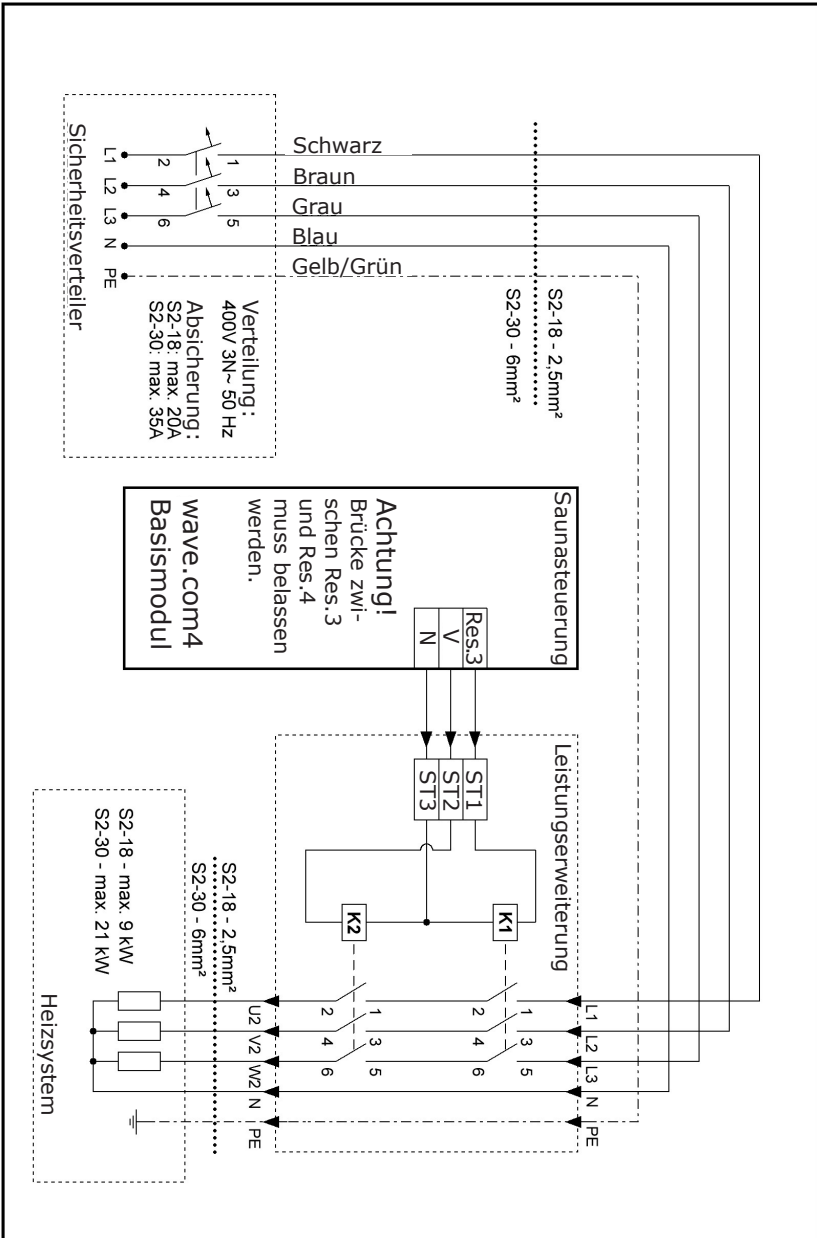 Schwarz
Braun
Grau
Blau
Gelb/Grün
Sicherheitsverteiler
L1
L2
L3
N
PE
2
4
6
1
3
5
Verteilung:
400V 3N~ 50 Hz
Absicherung:
S2-18: max. 20A
S2-30: max. 35A
S2-18 - 2,5mm²
S2-30 - 6mm²
Saunasteuerung
Achtung!
Brücke zwi-
schen Res.3
und Res.4
muss belassen
werden.
wave.com4
Basismodul
Res.3
V
N
Leistungserweiterung
ST1
ST2
ST3
K1
K2
L1
L2
L3
N
PE
1
3
5
2
4
6
1
3
5
2
4
6
U2
V2
W2
N
PE
S2-18 - 2,5mm²
S2-30 - 6mm²
S2-18 - max. 9 kW
S2-30 - max. 21 kW
Heizsystem